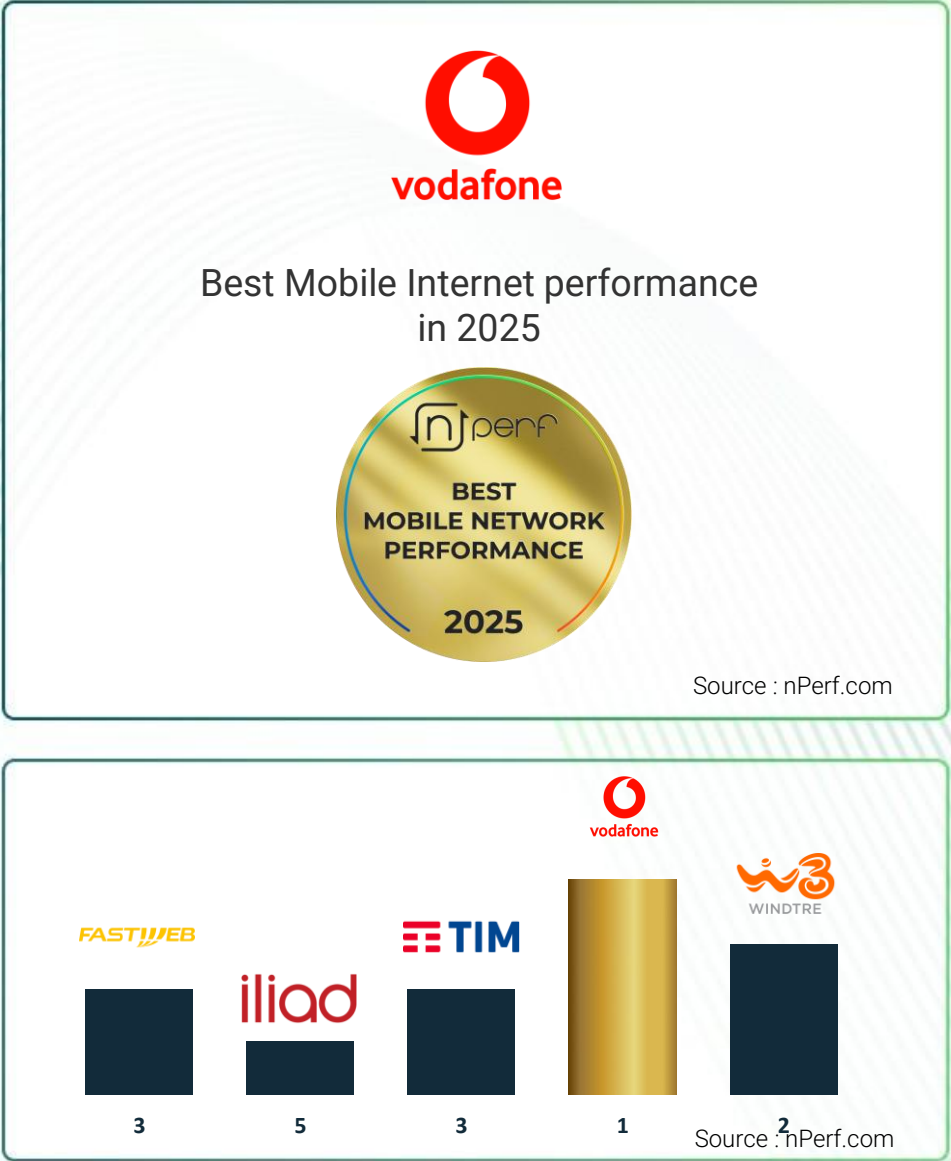 vodafone
Best Mobile Internet performance
in 2025
nperf
BEST
MOBILE NETWORK
PERFORMANCE
2025
Source : nPerf.com
vodafone
WINDTRE
FASTWEB
TIM
iliad
3
5
3
1
2
Source : nPerf.com